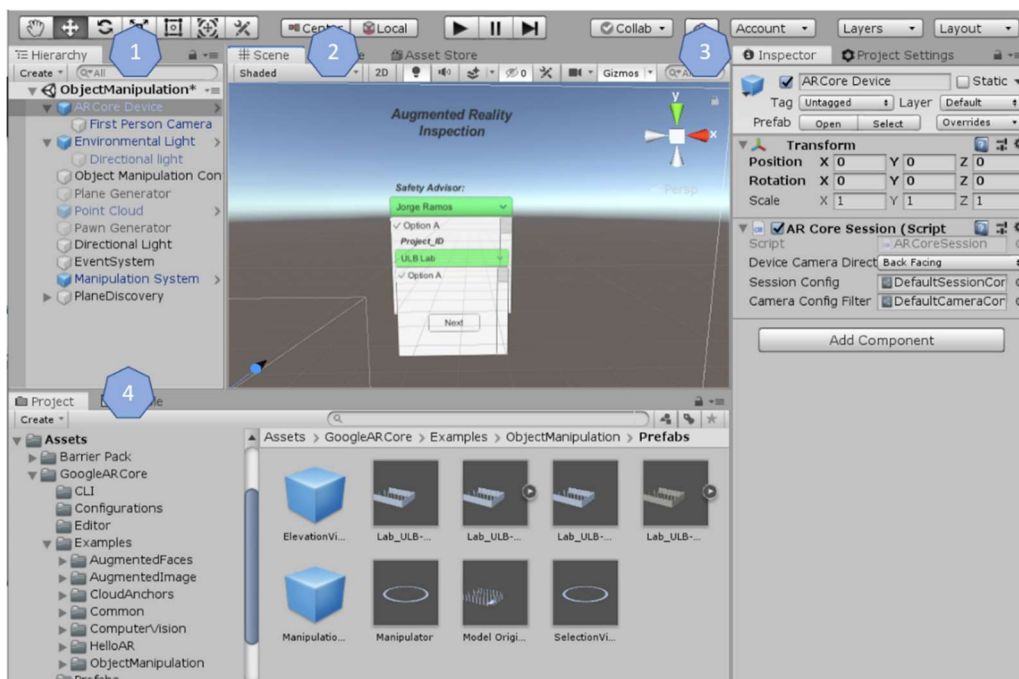 Center Local Collab Account Layers Layout
1 2 3
Hierarchy
Create All
ObjectManipulation*
ARCore Device
First Person Camera
Environmental Light
Directional light
Object Manipulation Con
Plane Generator
Point Cloud
Pawn Generator
Directional Light
EventSystem
Manipulation System
PlaneDiscovery
Scene Asset Store
Shaded 2D 0 Gizmos All
Augmented Reality
Inspection
y
x
Persp
Safety Advisor:
Jorge Ramos
Option A
Project_ID
ULB Lab
Option A
Next
Inspector Project Settings
ARCore Device Static
Tag Untagged Layer Default
Prefab Open Select Overrides
Transform
Position X 0 Y 0 Z 0
Rotation X 0 Y 0 Z 0
Scale X 1 Y 1 Z 1
AR Core Session (Script
Script ARCoreSession
Device Camera Direct Back Facing
Session Config DefaultSessionCor
Camera Config Filter DefaultCameraCor
Add Component
4
Project
Create
Assets
Barrier Pack
GoogleARCore
CLI
Configurations
Editor
Examples
AugmentedFaces
AugmentedImage
CloudAnchors
Common
ComputerVision
HelloAR
ObjectManipulation
Prefabs
Assets > GoogleARCore > Examples > ObjectManipulation > Prefabs
ElevationVi... Lab_ULB-... Lab_ULB-... Lab_ULB-... Lab_ULB-...
Manipulatio... Manipulator Model Origi... SelectionVi...